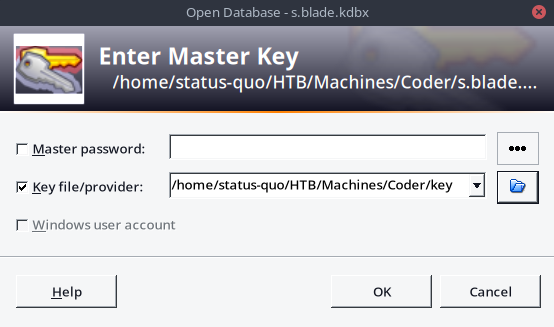 Open Database - s.blade.kdbx
Enter Master Key
/home/status-quo/HTB/Machines/Coder/s.blade....
Master password:
Key file/provider: /home/status-quo/HTB/Machines/Coder/key
Windows user account
Help OK Cancel